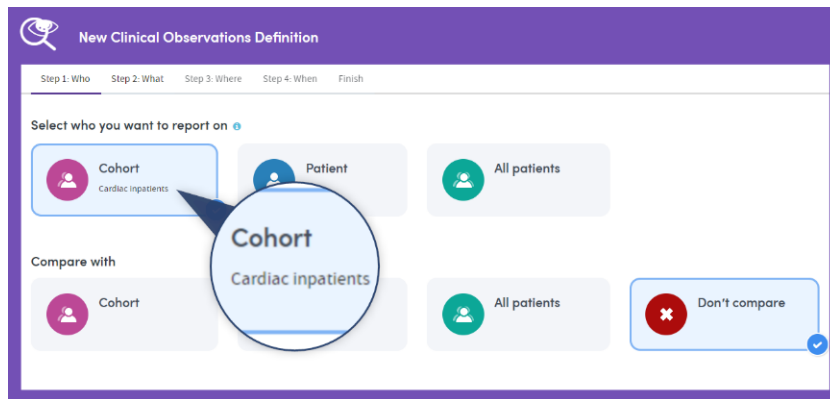 New Clinical Observations Definition
Step 1: Who Step 2: What Step 3: Where Step 4: When Finish
Select who you want to report on
Cohort
Cardiac inpatients
Patient
All patients
Cohort
Cardiac inpatients
Compare with
Cohort
All patients
Don't compare